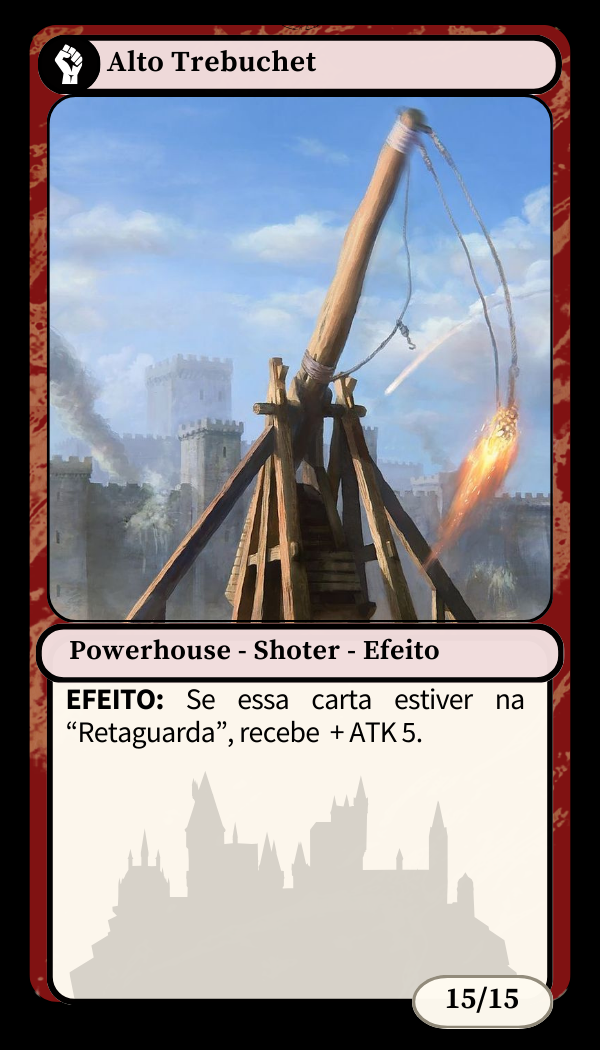 Alto Trebuchet
Powerhouse - Shoter - Efeito
EFEITO: Se essa carta estiver na
“Retaguarda”, recebe + ATK 5.
15/15